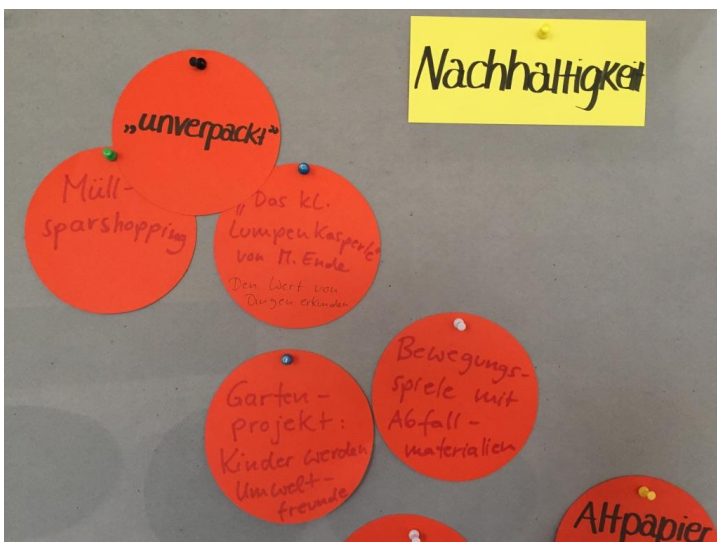 Nachhaltigkeit
„unverpackt"
Müll-
sparshopping
„Das kl.
Lumpenkasperle"
von M. Ende
Den Wert von
Dingen erkunden
Bewegungs-
spiele mit
Abfall-
materialien
Garten-
projekt:
Kinder werden
Umwelt-
freunde
Altpapier